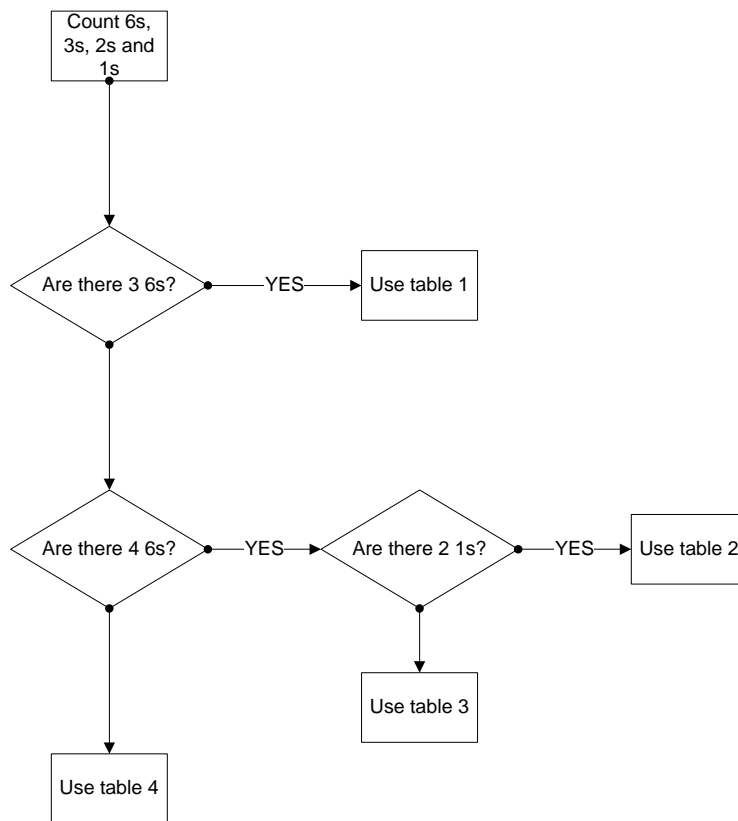 Count 6s,
3s, 2s and
1s
Are there 3 6s?
YES
Use table 1
Are there 4 6s?
YES
Are there 2 1s?
YES
Use table 2
Use table 3
Use table 4